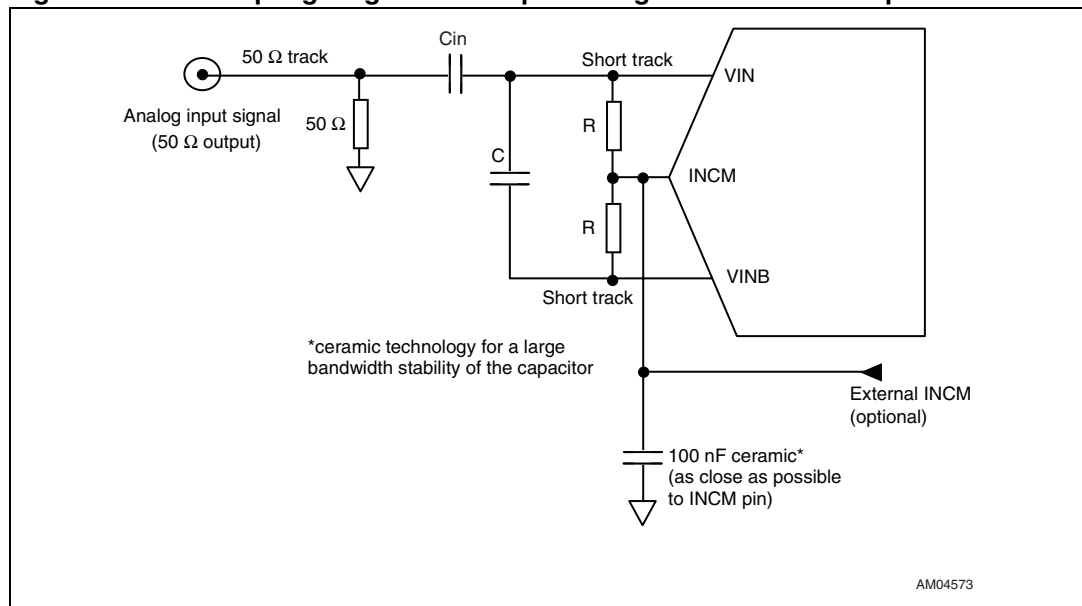 Cin
50 Ω track
Short track
VIN
Analog input signal
(50 Ω output)
50 Ω
R
C
INCM
R
VINB
Short track
*ceramic technology for a large
bandwidth stability of the capacitor
External INCM
(optional)
100 nF ceramic*
(as close as possible
to INCM pin)
AM04573